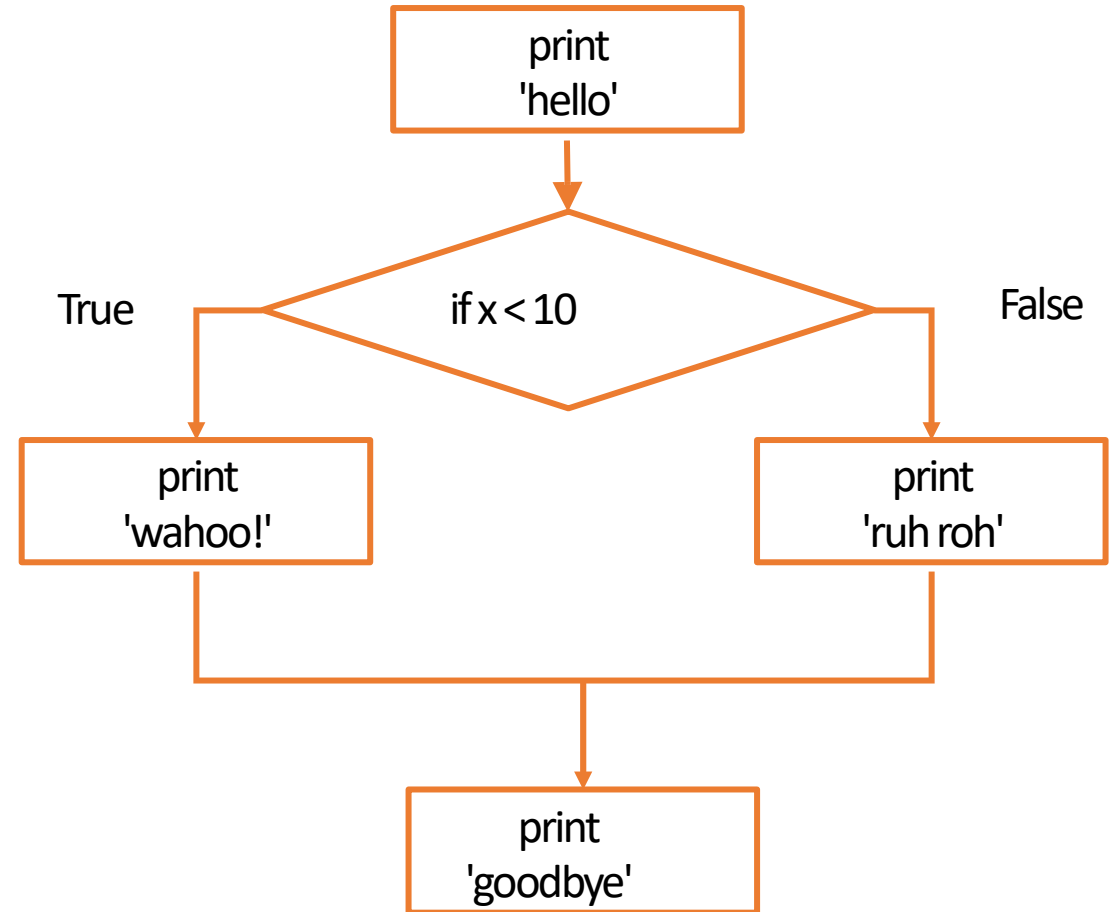 print
'hello'
True
if x < 10
False
print
'wahoo!'
print
'ruh roh'
print
'goodbye'